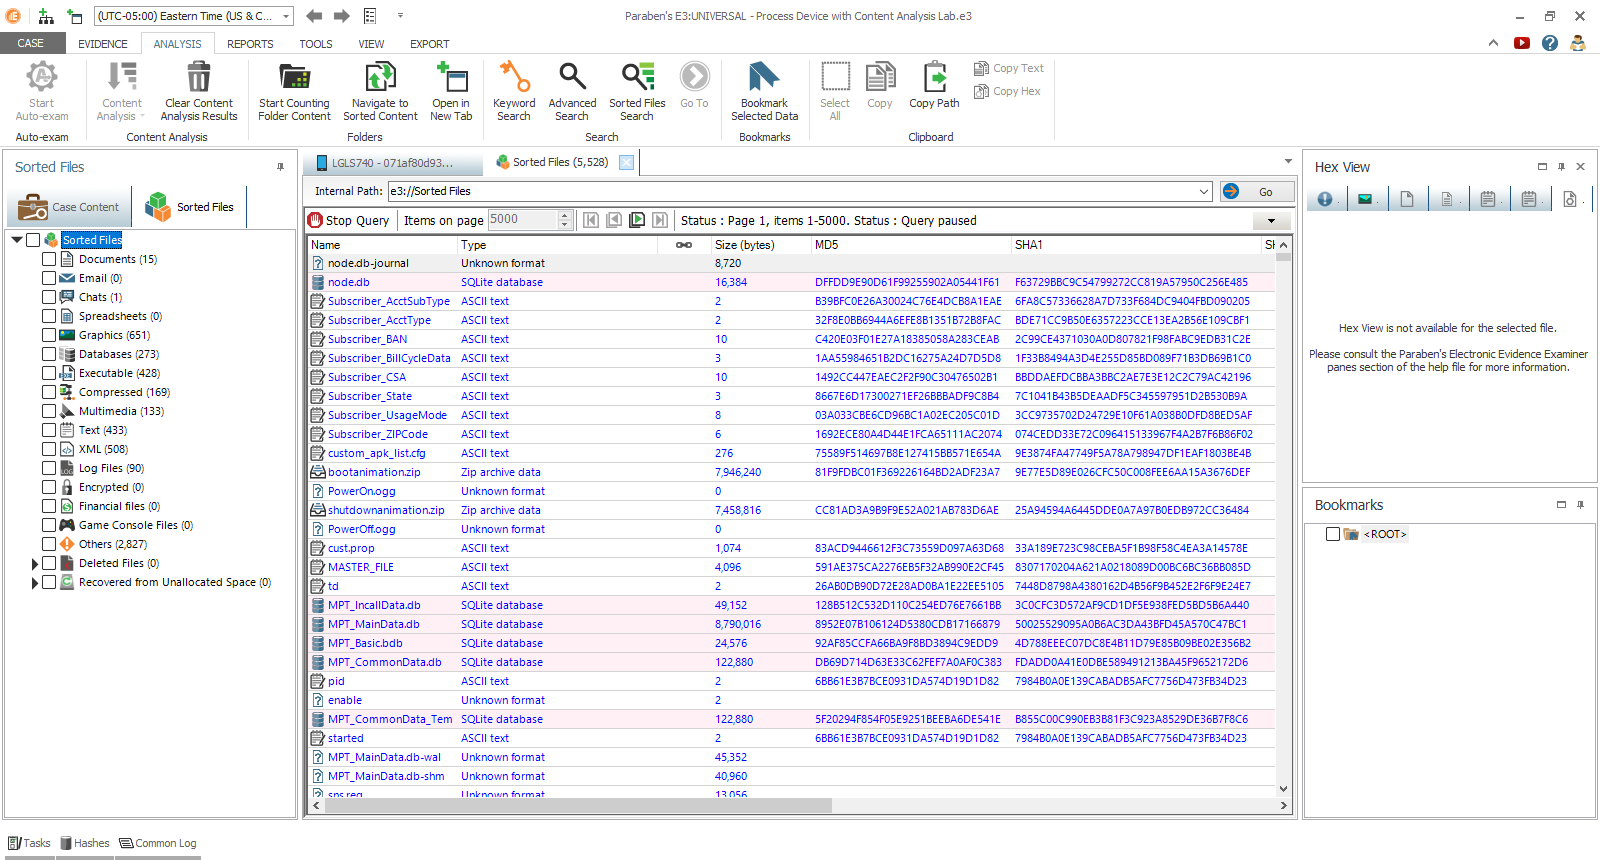 (UTC-05:00) Eastern Time (US & C...
Paraben's E3:UNIVERSAL - Process Device with Content Analysis Lab.e3
CASE EVIDENCE ANALYSIS REPORTS TOOLS VIEW EXPORT
Start Auto-exam
Auto-exam
Content Analysis
Clear Content Analysis Results
Content Analysis
Start Counting Folder Content
Navigate to Sorted Content
Open in New Tab
Folders
Keyword Search
Advanced Search
Sorted Files Search
Go To
Search
Bookmark Selected Data
Bookmarks
Select All
Copy
Copy Path
Copy Text
Copy Hex
Clipboard
Sorted Files
Case Content
Sorted Files
Sorted Files
Documents (15)
Email (0)
Chats (1)
Spreadsheets (0)
Graphics (651)
Databases (273)
Executable (428)
Compressed (169)
Multimedia (133)
Text (433)
XML (508)
Log Files (90)
Encrypted (0)
Financial files (0)
Game Console Files (0)
Others (2,827)
Deleted Files (0)
Recovered from Unallocated Space (0)
LGLS740 - 071af80d93...
Sorted Files (5,528)
Internal Path: e3://Sorted Files Go
Stop Query Items on page 5000 Status : Page 1, items 1-5000. Status : Query paused
Name Type Size (bytes) MD5 SHA1
node.db-journal Unknown format 8,720
node.db SQLite database 16,384 DFFDD9E90D61F99255902A05441F61 F63729BBC9C54799272CC819A57950C256E485
Subscriber_AcctSubType ASCII text 2 B39BFC0E26A30024C76E4DCB8A1EAE 6FA8C57336628A7D733F684DC9404FBD090205
Subscriber_AcctType ASCII text 2 32F8E0BB6944A6EFE8B1351B72B8FAC BDE71CC9B50E6357223CCE13EA2B56E109CBF1
Subscriber_BAN ASCII text 10 C420E03F01E27A18385058A283CEAB 2C99CE4371030A0D807821F98FABC9EDB31C2E
Subscriber_BillCycleData ASCII text 3 1AA55984651B2DC16275A24D7D5D8 1F33B8494A3D4E255D85BD089F71B3DB69B1C0
Subscriber_CSA ASCII text 10 1492CC447EAEC2F2F90C30476502B1 BBDDAEFDCBBA3BBC2AE7E3E12C2C79AC42196
Subscriber_State ASCII text 3 8667E6D17300271EF26BBBADF9C8B4 7C1041B43B5DEAADF5C345597951D2B530B9A
Subscriber_UsageMode ASCII text 8 03A033CBE6CD96BC1A02EC205C01D 3CC9735702D24729E10F61A038B0DFD8BED5AF
Subscriber_ZIPCode ASCII text 6 1692ECE80A4D44E1FCA65111AC2074 074CEDD33E72C096415133967F4A2B7F6B86F02
custom_apk_list.cfg ASCII text 276 75589F514697B8E127415BB571E654A 9E3874FA47749F5A78A798947DF1EAF1803BE4B
bootanimation.zip Zip archive data 7,946,240 81F9FDBC01F369226164BD2ADF23A7 9E77E5D89E026CFC50C008FEE6AA15A3676DEF
PowerOn.ogg Unknown format 0
shutdownanimation.zip Zip archive data 7,458,816 CC81AD3A9B9F9E52A021AB783D6AE 25A94594A6445DDE0A7A97B0EDB972CC36484
PowerOff.ogg Unknown format 0
cust.prop ASCII text 1,074 83ACD9446612F3C73559D097A63D68 33A189E723C98CEBA5F1B98F58C4EA3A14578E
MASTER_FILE ASCII text 4,096 591AE375CA2276EB5F32AB990E2CF45 8307170204A621A0218089D00BC6BC36BB085D
td ASCII text 2 26AB0DB90D72E28AD0BA1E22EE5105 7448D8798A4380162D4B56F9B452E2F6F9E24E7
MPT_IncallData.db SQLite database 49,152 128B512C532D110C254ED76E7661BB 3C0CFC3D572AF9CD1DF5E938FED5BD5B6A440
MPT_MainData.db SQLite database 8,790,016 8952E07B106124D5380CDB17166879 50025529095A0B6AC3DA43BFD45A570C47BC1
MPT_Basic.bdb SQLite database 24,576 92AF85CCFA66BA9F8BD3894C9EDD9 4D788EEEC07DC8E4B11D79E85B09BE02E356B2
MPT_CommonData.db SQLite database 122,880 DB69D714D63E33C62FEF7A0AF0C383 FDADD0A41E0DBE589491213BA45F9652172D6
pid ASCII text 2 6BB61E3B7BCE0931DA574D19D1D82 7984B0A0E139CABADB5AFC7756D473FB34D23
enable Unknown format 2
MPT_CommonData_Tem SQLite database 122,880 5F20294F854F05E9251BEEBA6DE541E B855C00C990EB3B81F3C923A8529DE36B7F8C6
started ASCII text 2 6BB61E3B7BCE0931DA574D19D1D82 7984B0A0E139CABADB5AFC7756D473FB34D23
MPT_MainData.db-wal Unknown format 45,352
MPT_MainData.db-shm Unknown format 40,960
sns.req Unknown format 13,056
Hex View
Hex View is not available for the selected file.
Please consult the Paraben's Electronic Evidence Examiner
panes section of the help file for more information.
Bookmarks
<ROOT>
Tasks Hashes Common Log